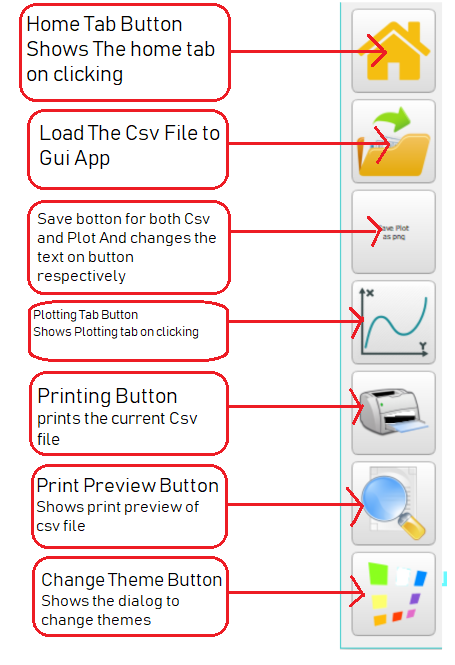 Home Tab Button
Shows The home tab
on clicking
Load The Csv File to
Gui App
Save botton for both Csv
and Plot And changes the
text on button
respectively
Save Plot
as png
Plotting Tab Button
Shows Plotting tab on clicking
X
Y
Printing Button
prints the current Csv
file
Print Preview Button
Shows print preview of
csv file
Change Theme Button
Shows the dialog to
change themes